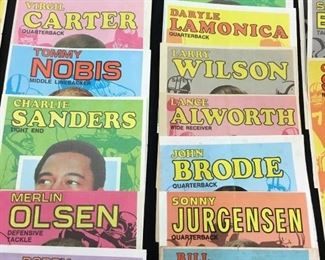 VIRGIL
CARTER
QUARTERBACK
TOMMY
NOBIS
MIDDLE LINEBACKER
CHARLIE
SANDERS
TIGHT END
MERLIN
OLSEN
DEFENSIVE
TACKLE
DARYLE
LAMONICA
QUARTERBACK
LARRY
WILSON
LANCE
ALWORTH
WIDE RECEIVER
JOHN
BRODIE
QUARTERBACK
SONNY
JURGENSEN
QUARTERBACK
BILL